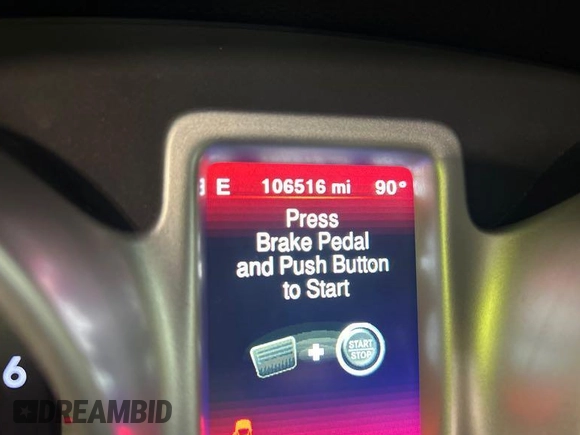 E 106516 mi 90°
Press
Brake Pedal
and Push Button
to Start
START
STOP
6
DREAMBID